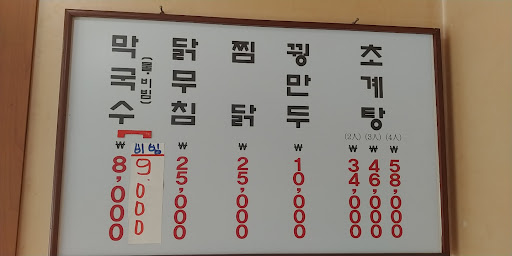 막국수
(물·비빔)
₩8,000
비빔
9.000
닭무침
₩25,000
찜닭
₩25,000
꿩만두
₩10,000
초계탕
(2人) (3人) (4人)
₩34,000 ₩46,000 ₩58,000